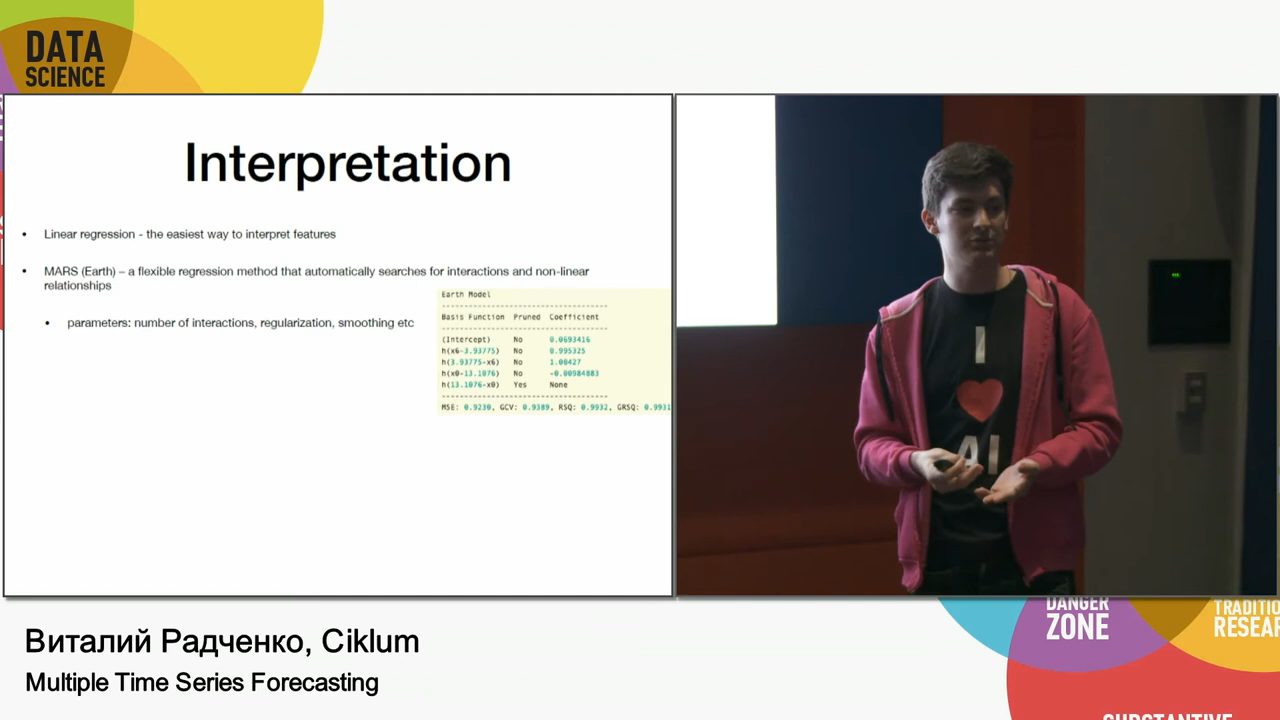 DATA
SCIENCE
Interpretation
• Linear regression - the easiest way to interpret features
• MARS (Earth) – a flexible regression method that automatically searches for interactions and non-linear
relationships
• parameters: number of interactions, regularization, smoothing etc
Earth Model
--------------------------------------
Basis Function Pruned Coefficient
--------------------------------------
(Intercept) No 0.0693416
h(x6-3.93775) No 0.995325
h(3.93775-x6) No 1.00427
h(x0-13.1076) No -0.00984883
h(13.1076-x0) Yes None
--------------------------------------
MSE: 0.9230, GCV: 0.9389, RSQ: 0.9932, GRSQ: 0.9931
I
AI
DANGER
ZONE
TRADITIO
RESEAR
SUBSTANTIVE
Виталий Радченко, Ciklum
Multiple Time Series Forecasting